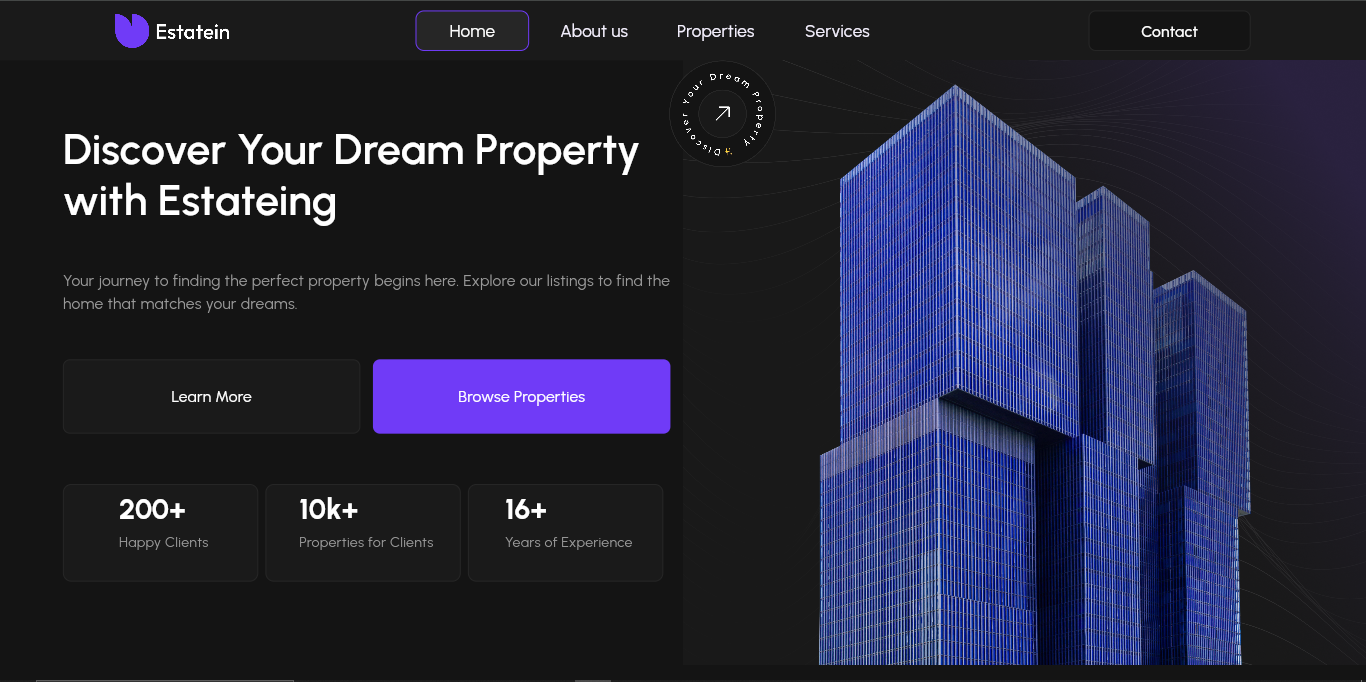 Estatein
Home
About us
Properties
Services
Contact
Discover Your Dream Property
Discover Your Dream Property
with Estateing
Your journey to finding the perfect property begins here. Explore our listings to find the
home that matches your dreams.
Learn More
Browse Properties
200+
Happy Clients
10k+
Properties for Clients
16+
Years of Experience